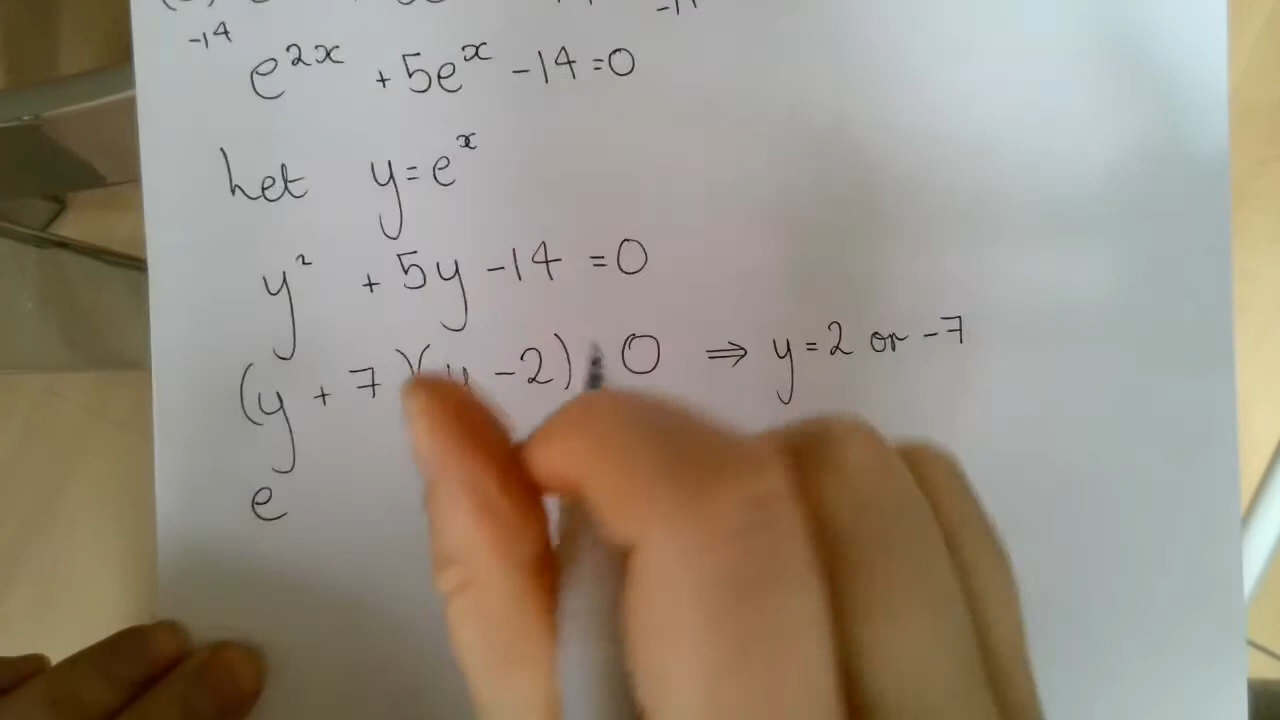 -14
e^{2x} + 5e^x - 14 = 0
Let y = e^x
y² + 5y - 14 = 0
(y + 7)(y - 2) 0 ⇒ y = 2 or -7
e